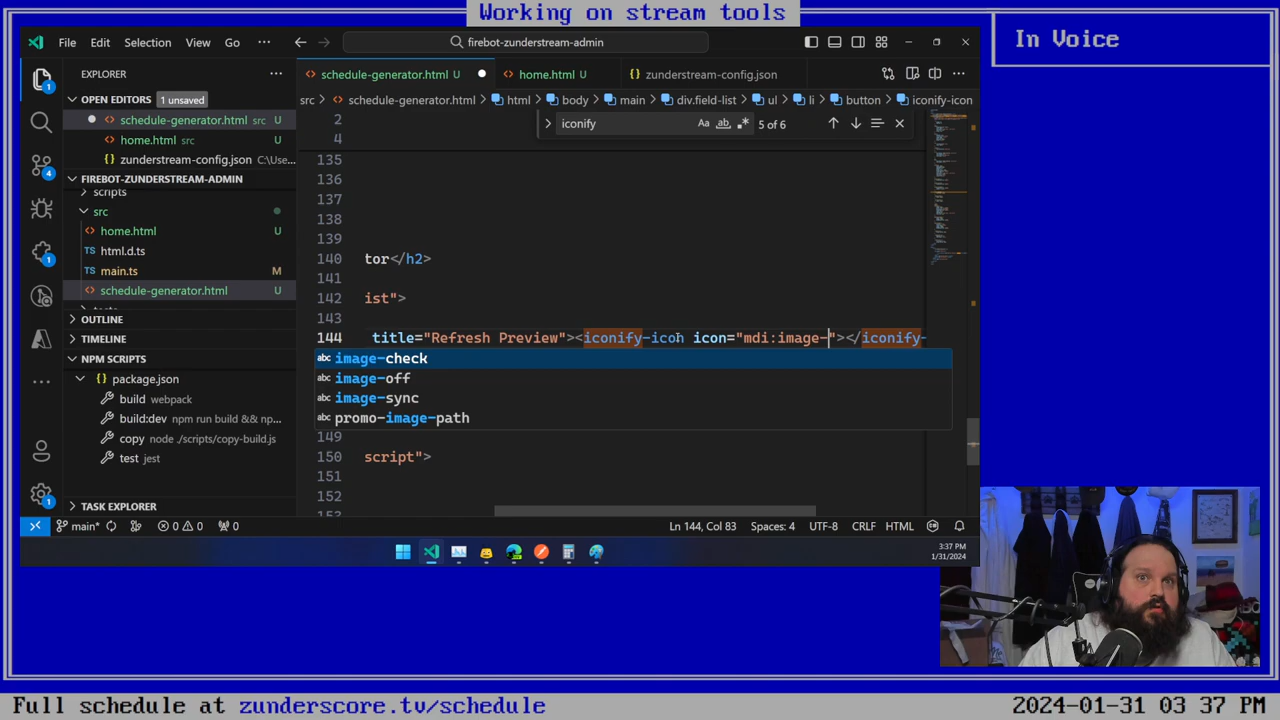 Working on stream tools
In Voice
File Edit Selection View Go ··· firebot-zunderstream-admin
EXPLORER ···
schedule-generator.html U
home.html U
zunderstream-config.json
OPEN EDITORS 1 unsaved
schedule-generator.html src U
home.html src U
zunderstream-config.json C:\Use...
src > schedule-generator.html > html > body > main > div.field-list > ul > li > button > iconify-icon
iconify Aa ab 5 of 6
FIREBOT-ZUNDERSTREAM-ADMIN
scripts
src
home.html U
html.d.ts
main.ts M
schedule-generator.html U
OUTLINE
TIMELINE
NPM SCRIPTS
package.json
build webpack
build:dev npm run build && np...
copy node ./scripts/copy-build.js
test jest
TASK EXPLORER
2
4
135
136
137
138
139
140 tor</h2>
141
142 ist">
143
144 title="Refresh Preview"><iconify-icon icon="mdi:image-"></iconify-
abc image-check
abc image-off
abc image-sync
abc promo-image-path
149
150 script">
151
152
153
main* 0 0 0 Ln 144, Col 83 Spaces: 4 UTF-8 CRLF HTML
3:37 PM
1/31/2024
Full schedule at zunderscore.tv/schedule
2024-01-31 03 37 PM